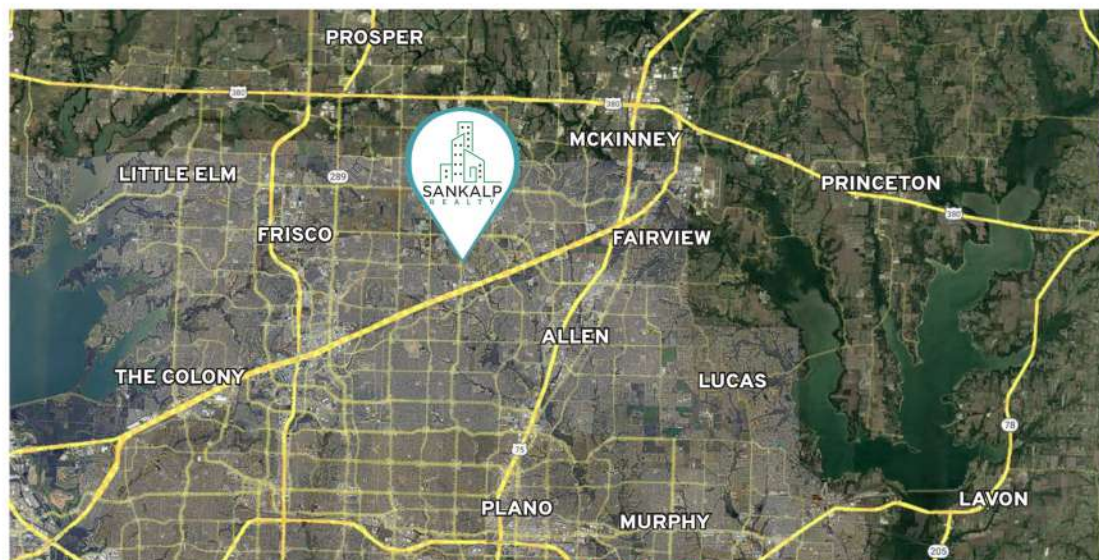 PROSPER
380
380
MCKINNEY
LITTLE ELM
289
SANKALP
REALTY
PRINCETON
380
FRISCO
FAIRVIEW
ALLEN
THE COLONY
LUCAS
78
75
PLANO
MURPHY
LAVON
205